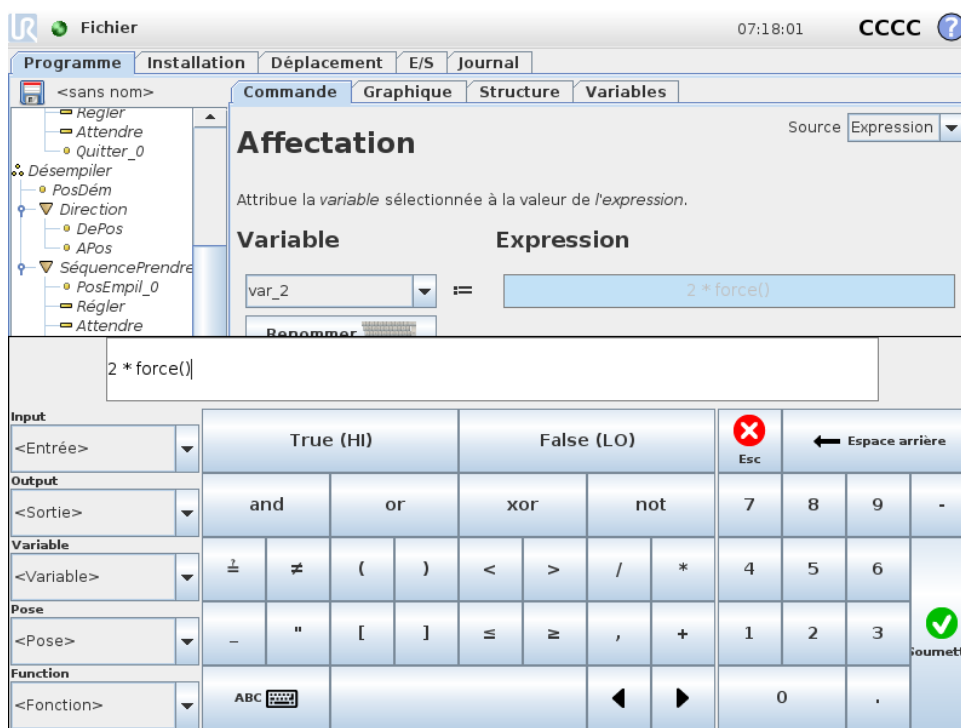 UR Fichier 07:18:01 CCCC ?
Programme Installation Déplacement E/S Journal
<sans nom> Commande Graphique Structure Variables
Régler
Attendre
Quitter_0
Désempiler
PosDém
Direction
DePos
APos
SéquencePrendre
PosEmpil_0
Régler
Attendre
Affectation
Source Expression
Attribue la variable sélectionnée à la valeur de l'expression.
Variable Expression
var_2 := 2 * force()
Renommer
2 * force()
Input
<Entrée>
Output
<Sortie>
Variable
<Variable>
Pose
<Pose>
Function
<Fonction>
True (HI) False (LO) Esc Espace arrière
and or xor not 7 8 9 -
≟ ≠ ( ) < > / * 4 5 6
_ " [ ] ≤ ≥ , + 1 2 3
Soumett
ABC 0 .